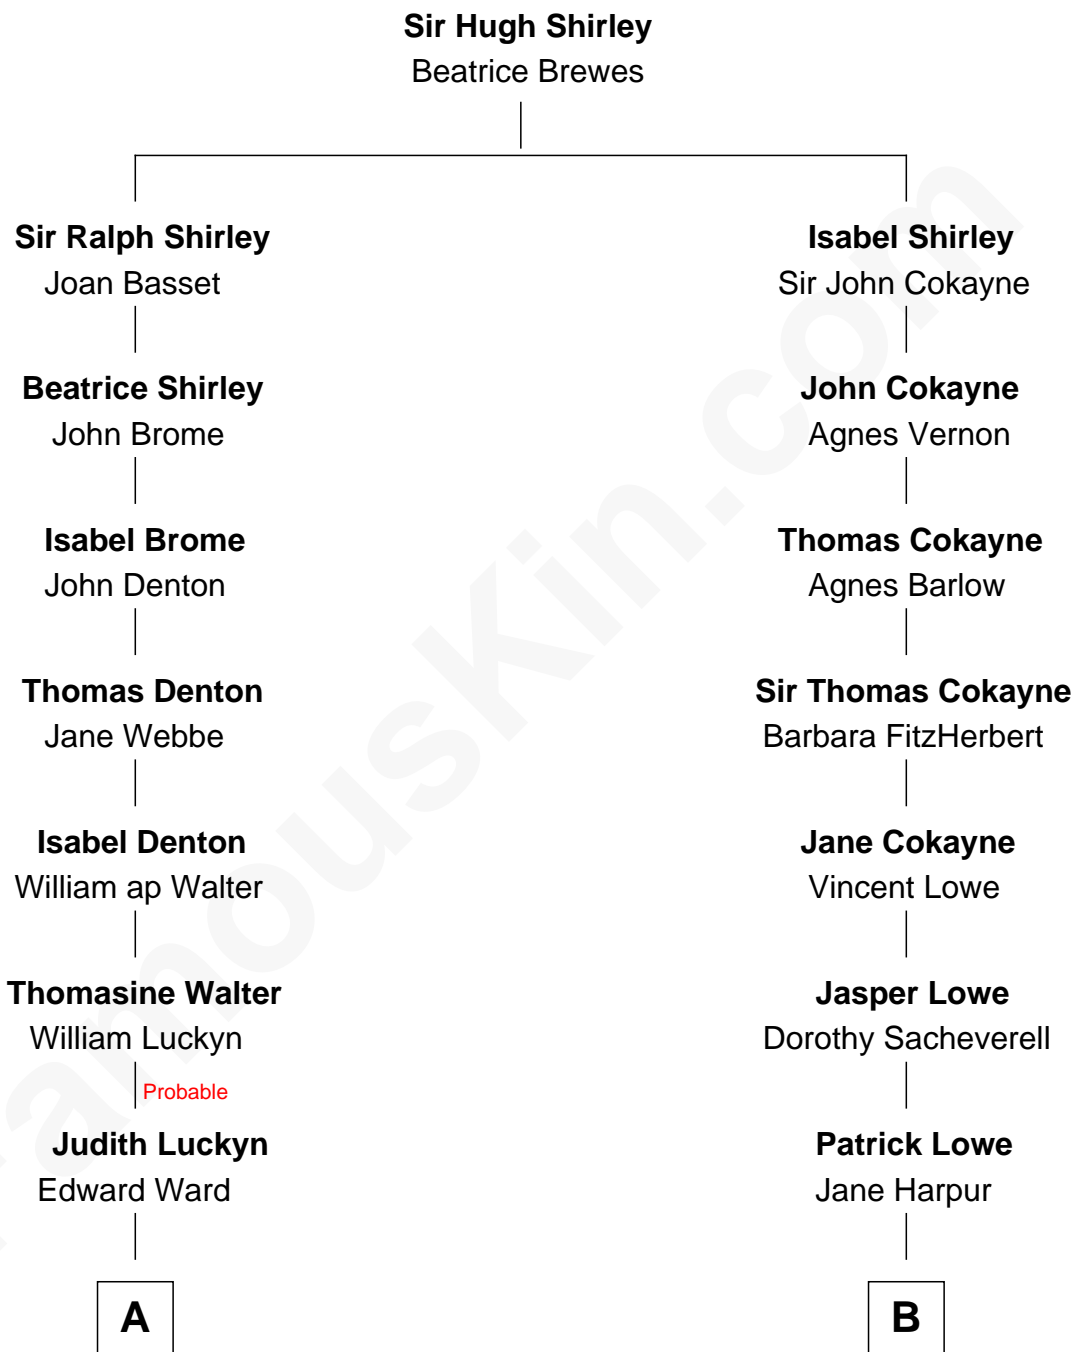 Sir Hugh Shirley
Beatrice Brewes
Sir Ralph Shirley
Joan Basset
Isabel Shirley
Sir John Cokayne
Beatrice Shirley
John Brome
John Cokayne
Agnes Vernon
Isabel Brome
John Denton
Thomas Cokayne
Agnes Barlow
Thomas Denton
Jane Webbe
Sir Thomas Cokayne
Barbara FitzHerbert
Isabel Denton
William ap Walter
Jane Cokayne
Vincent Lowe
Thomasine Walter
William Luckyn
Jasper Lowe
Dorothy Sacheverell
Probable
Judith Luckyn
Edward Ward
Patrick Lowe
Jane Harpur
A
B
FamousKin.com